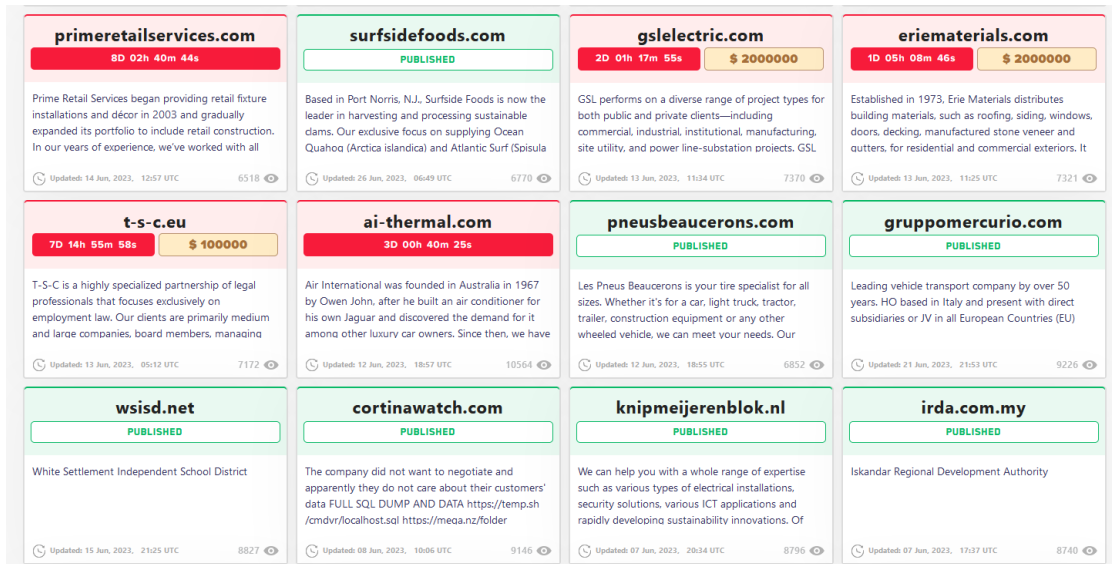 primeretailservices.com
8D 02h 40m 44s
Prime Retail Services began providing retail fixture
installations and décor in 2003 and gradually
expanded its portfolio to include retail construction.
In our years of experience, we've worked with all
Updated: 14 Jun, 2023, 12:57 UTC
6518
surfsidefoods.com
PUBLISHED
Based in Port Norris, N.J., Surfside Foods is now the
leader in harvesting and processing sustainable
clams. Our exclusive focus on supplying Ocean
Quahog (Arctica islandica) and Atlantic Surf (Spisula
Updated: 26 Jun, 2023, 06:49 UTC
6770
gslelectric.com
2D 01h 17m 55s
$ 2000000
GSL performs on a diverse range of project types for
both public and private clients—including
commercial, industrial, institutional, manufacturing,
site utility, and power line-substation projects. GSL
Updated: 13 Jun, 2023, 11:34 UTC
7370
eriematerials.com
1D 05h 08m 46s
$ 2000000
Established in 1973, Erie Materials distributes
building materials, such as roofing, siding, windows,
doors, decking, manufactured stone veneer and
gutters, for residential and commercial exteriors. It
Updated: 13 Jun, 2023, 11:25 UTC
7321
t-s-c.eu
7D 14h 55m 58s
$ 100000
T-S-C is a highly specialized partnership of legal
professionals that focuses exclusively on
employment law. Our clients are primarily medium
and large companies, board members, managing
Updated: 13 Jun, 2023, 05:12 UTC
7172
ai-thermal.com
3D 00h 40m 25s
Air International was founded in Australia in 1967
by Owen John, after he built an air conditioner for
his own Jaguar and discovered the demand for it
among other luxury car owners. Since then, we have
Updated: 12 Jun, 2023, 18:57 UTC
10564
pneusbeaucerons.com
PUBLISHED
Les Pneus Beaucerons is your tire specialist for all
sizes. Whether it's for a car, light truck, tractor,
trailer, construction equipment or any other
wheeled vehicle, we can meet your needs. Our
Updated: 12 Jun, 2023, 18:55 UTC
6852
gruppomercurio.com
PUBLISHED
Leading vehicle transport company by over 50
years. HO based in Italy and present with direct
subsidiaries or JV in all European Countries (EU)
Updated: 21 Jun, 2023, 21:53 UTC
9226
wsisd.net
PUBLISHED
White Settlement Independent School District
Updated: 15 Jun, 2023, 21:25 UTC
8827
cortinawatch.com
PUBLISHED
The company did not want to negotiate and
apparently they do not care about their customers'
data FULL SQL DUMP AND DATA https://temp.sh
/cmdvr/localhost.sql https://mega.nz/folder
Updated: 08 Jun, 2023, 10:06 UTC
9146
knipmeijerenblok.nl
PUBLISHED
We can help you with a whole range of expertise
such as various types of electrical installations,
security solutions, various ICT applications and
rapidly developing sustainability innovations. Of
Updated: 07 Jun, 2023, 20:34 UTC
8796
irda.com.my
PUBLISHED
Iskandar Regional Development Authority
Updated: 07 Jun, 2023, 17:37 UTC
8740